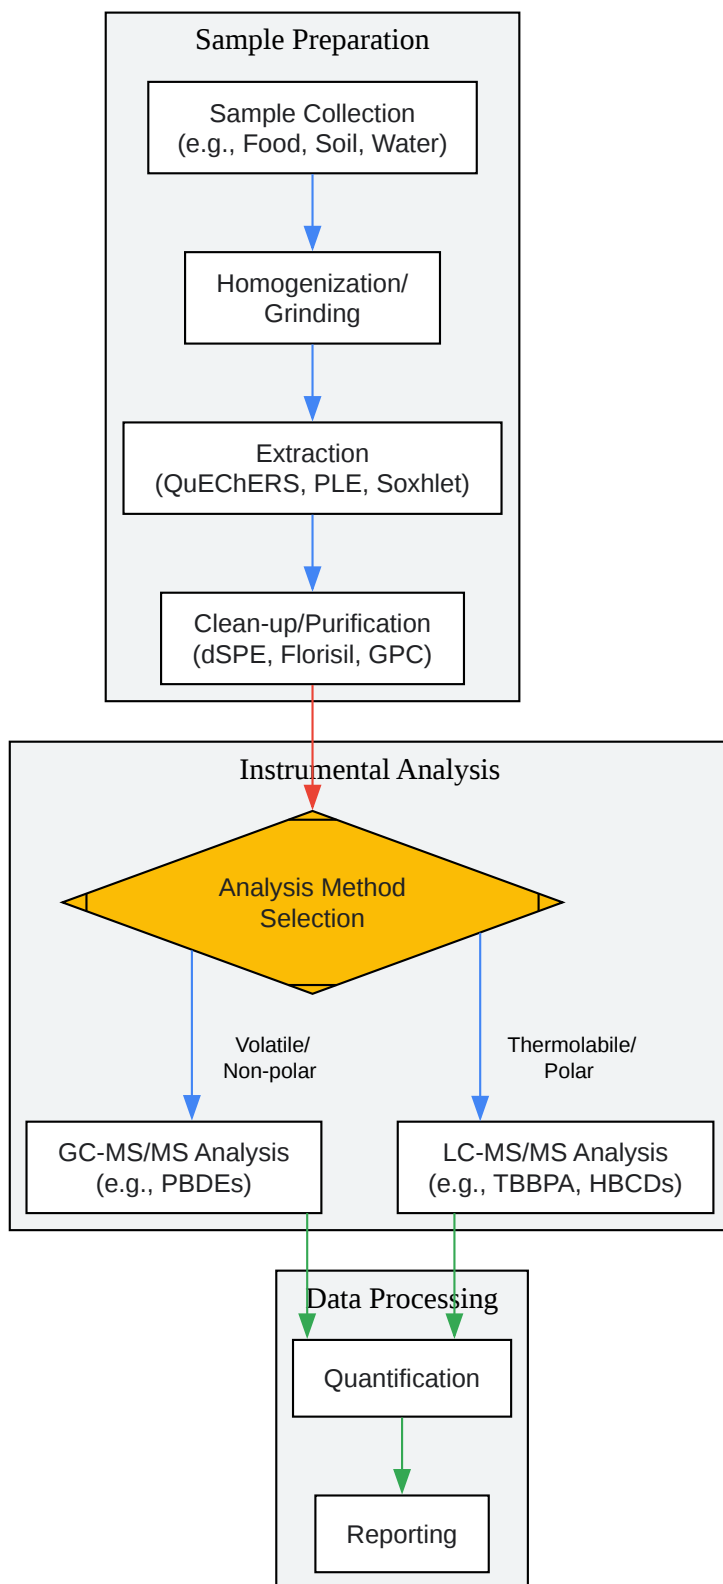 Sample Preparation
Sample Collection
(e.g., Food, Soil, Water)
Homogenization/
Grinding
Extraction
(QuEChERS, PLE, Soxhlet)
Clean-up/Purification
(dSPE, Florisil, GPC)
Instrumental Analysis
Analysis Method
Selection
Volatile/
Non-polar
Thermolabile/
Polar
GC-MS/MS Analysis
(e.g., PBDEs)
LC-MS/MS Analysis
(e.g., TBBPA, HBCDs)
Data Processing
Quantification
Reporting